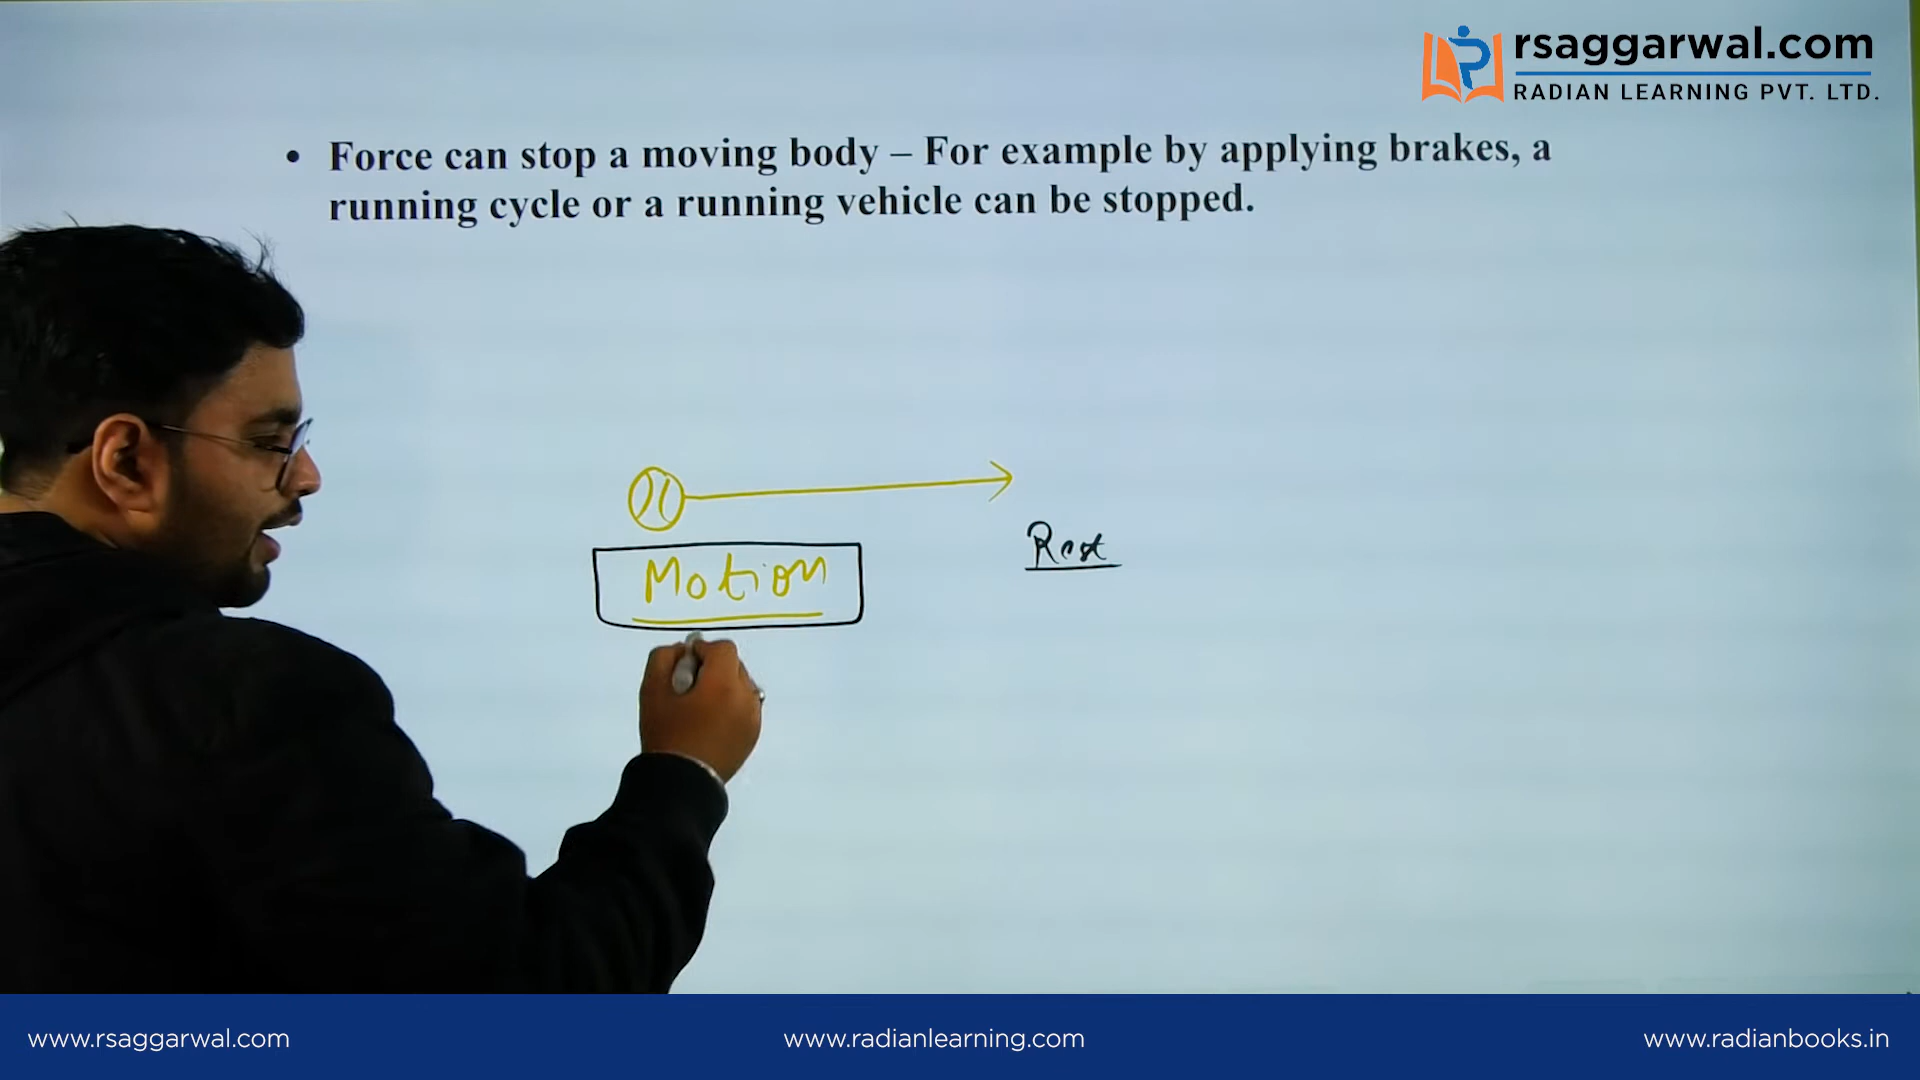 rsaggarwal.com
RADIAN LEARNING PVT. LTD.
• Force can stop a moving body – For example by applying brakes, a
running cycle or a running vehicle can be stopped.
Motion
Rest
www.rsaggarwal.com
www.radianlearning.com
www.radianbooks.in